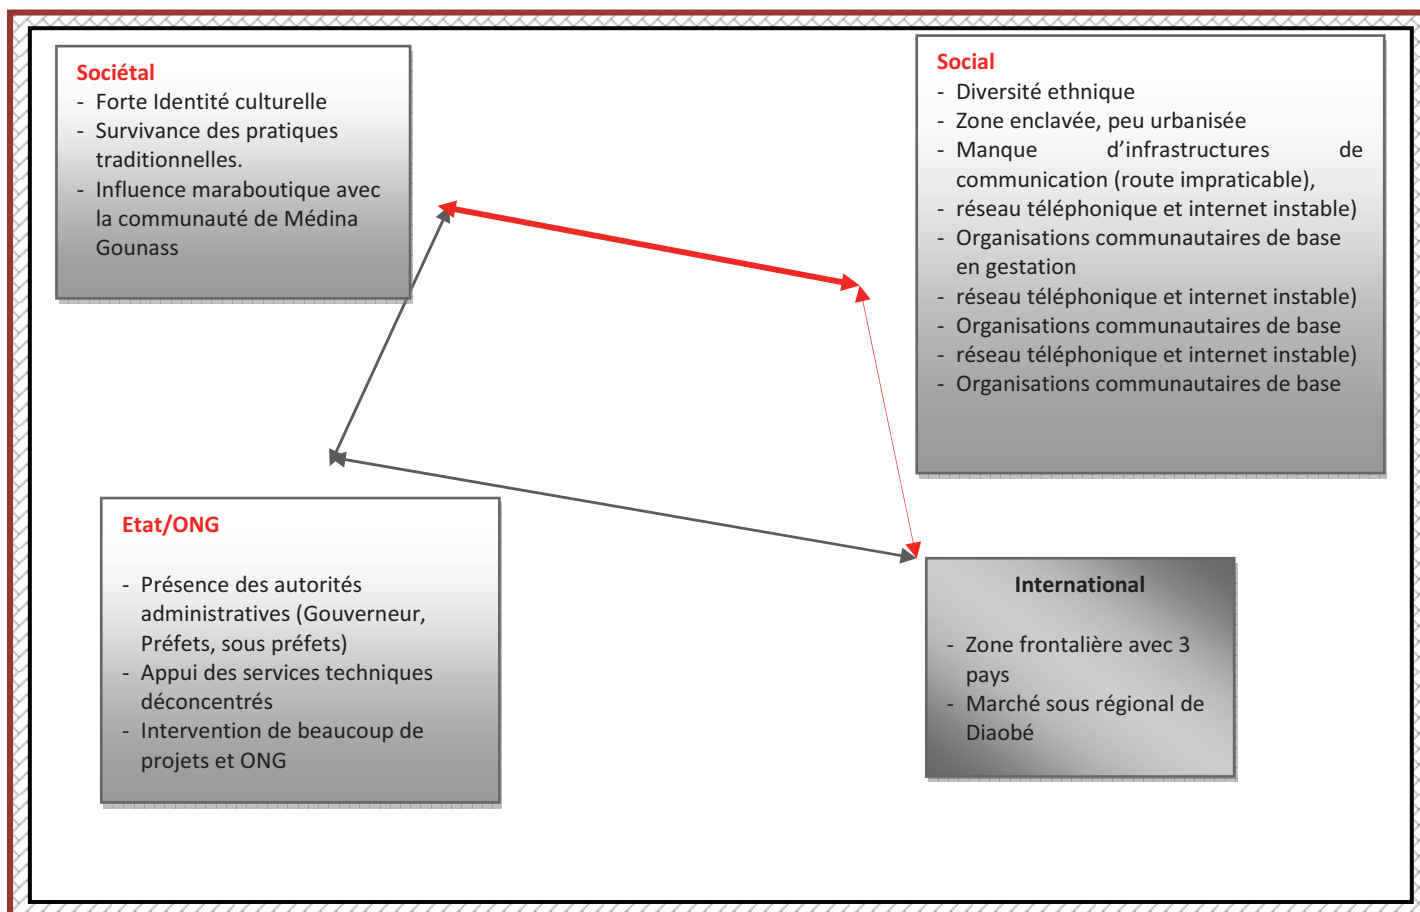 Sociétal
- Forte Identité culturelle
- Survivance des pratiques
traditionnelles.
- Influence maraboutique avec
la communauté de Médina
Gounass
Social
- Diversité ethnique
- Zone enclavée, peu urbanisée
- Manque d’infrastructures de
communication (route impraticable),
- réseau téléphonique et internet instable)
- Organisations communautaires de base
en gestation
- réseau téléphonique et internet instable)
- Organisations communautaires de base
- réseau téléphonique et internet instable)
- Organisations communautaires de base
Etat/ONG
- Présence des autorités
administratives (Gouverneur,
Préfets, sous préfets)
- Appui des services techniques
déconcentrés
- Intervention de beaucoup de
projets et ONG
International
- Zone frontalière avec 3
pays
- Marché sous régional de
Diaobé